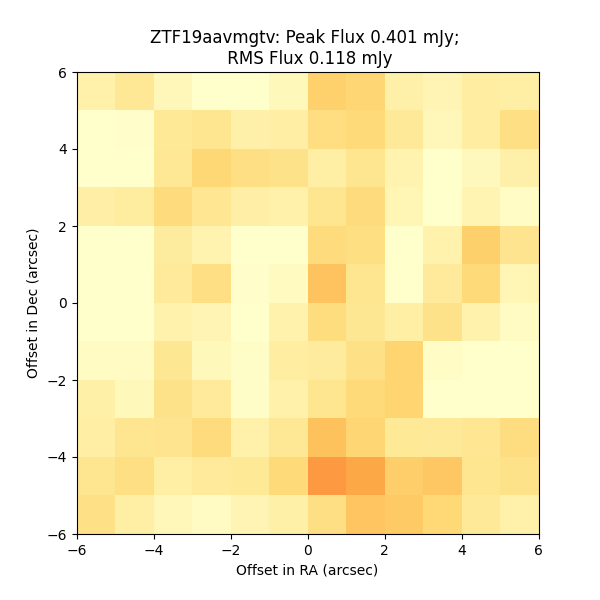 ZTF19aavmgtv: Peak Flux 0.401 mJy;
RMS Flux 0.118 mJy
6
4
2
0
−2
−4
−6
Offset in Dec (arcsec)
−6 −4 −2 0 2 4 6
Offset in RA (arcsec)